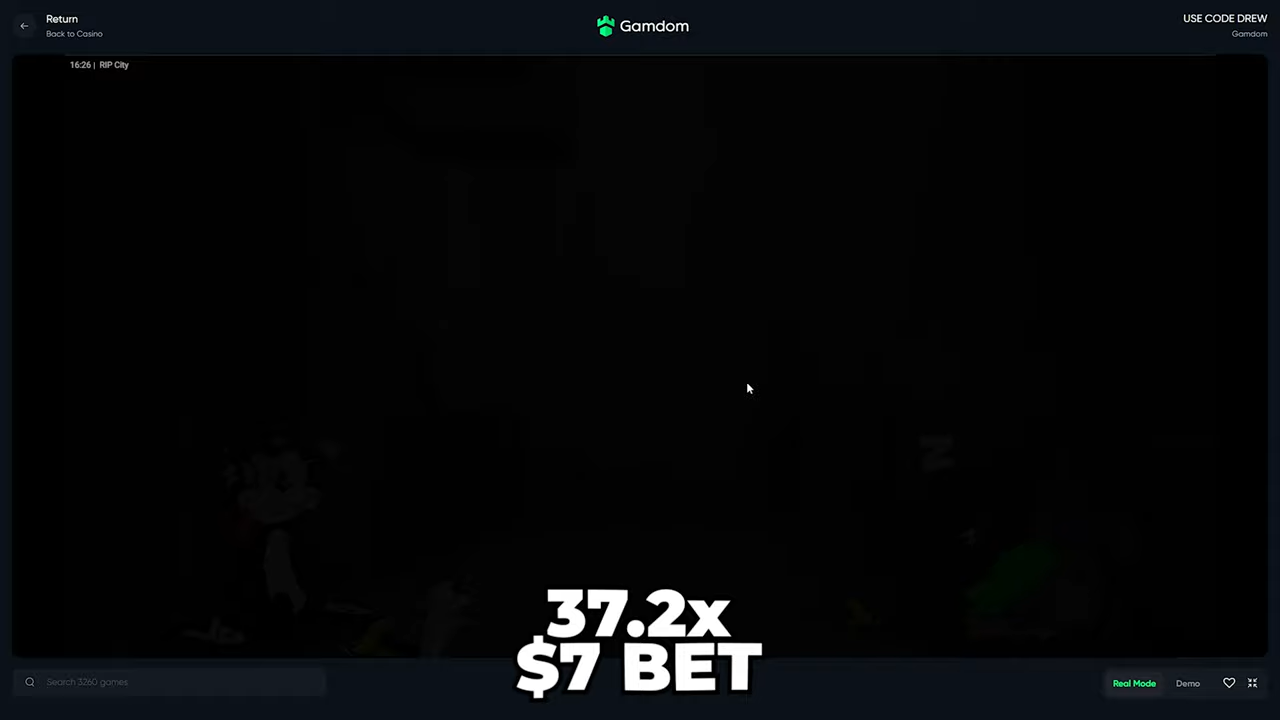 Return
Back to Casino
Gamdom
USE CODE DREW
Gamdom
16:26 | RIP City
37.2x
$7 BET
Search 3260 games
Real Mode
Demo